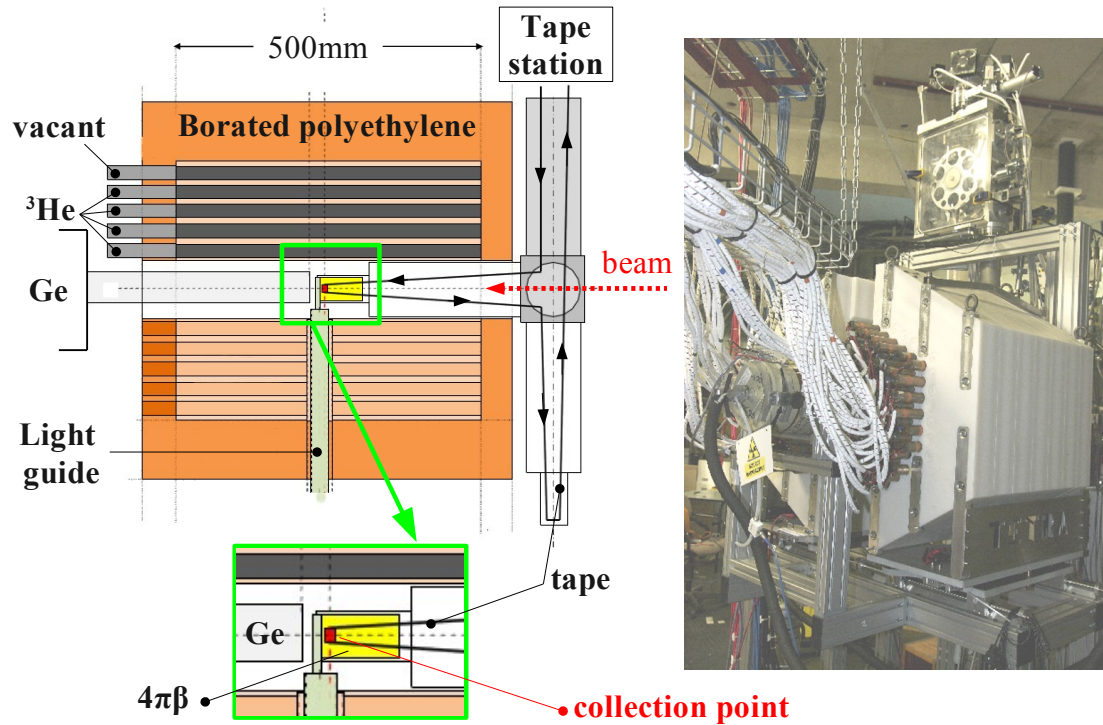 500mm
Tape
station
Borated polyethylene
vacant
³He
Ge
beam
Light
guide
tape
Ge
4πβ
collection point